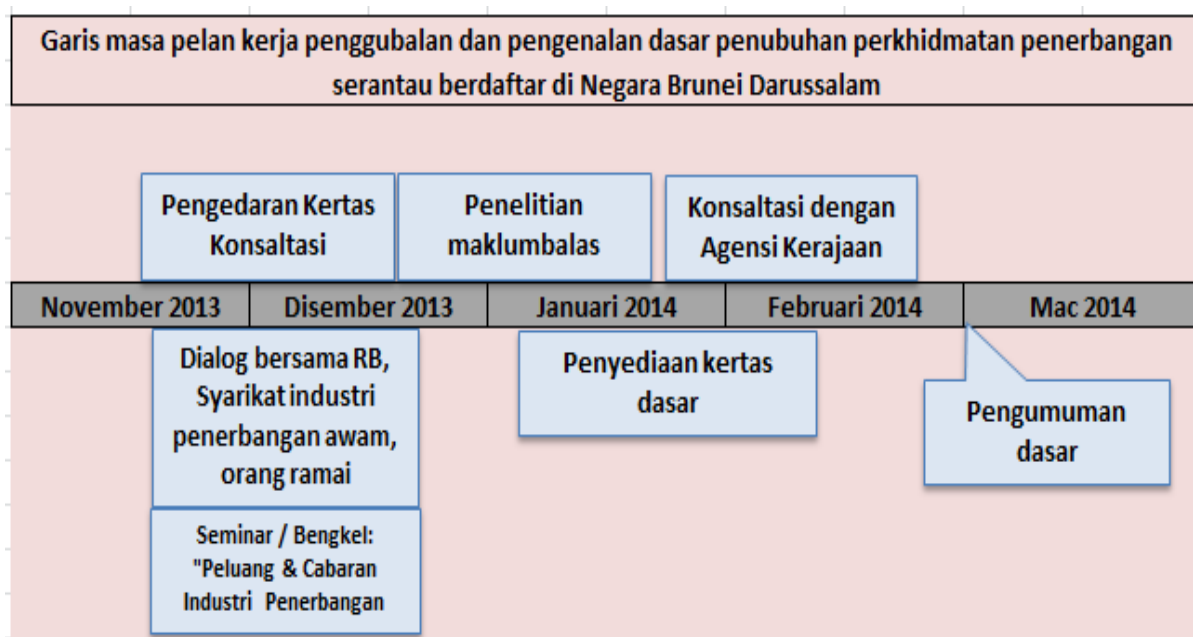 Garis masa pelan kerja penggubalan dan pengenalan dasar penubuhan perkhidmatan penerbangan
serantau berdaftar di Negara Brunei Darussalam
Pengedaran Kertas
Konsaltasi
Penelitian
maklumbalas
Konsaltasi dengan
Agensi Kerajaan
November 2013
Disember 2013
Januari 2014
Februari 2014
Mac 2014
Dialog bersama RB,
Syarikat industri
penerbangan awam,
orang ramai
Penyediaan kertas
dasar
Pengumuman
dasar
Seminar / Bengkel:
"Peluang & Cabaran
Industri Penerbangan